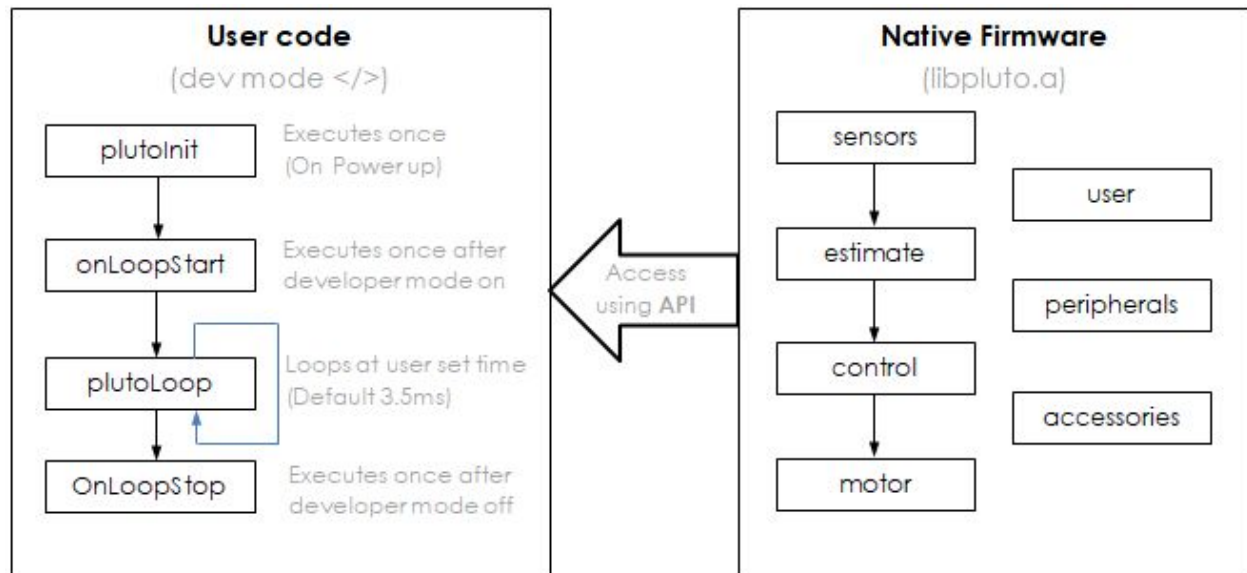 User code
(dev mode </>)
plutoInit
Executes once
(On Power up)
onLoopStart
Executes once after
developer mode on
plutoLoop
Loops at user set time
(Default 3.5ms)
OnLoopStop
Executes once after
developer mode off
Access
using API
Native Firmware
(libpluto.a)
sensors
estimate
control
motor
user
peripherals
accessories